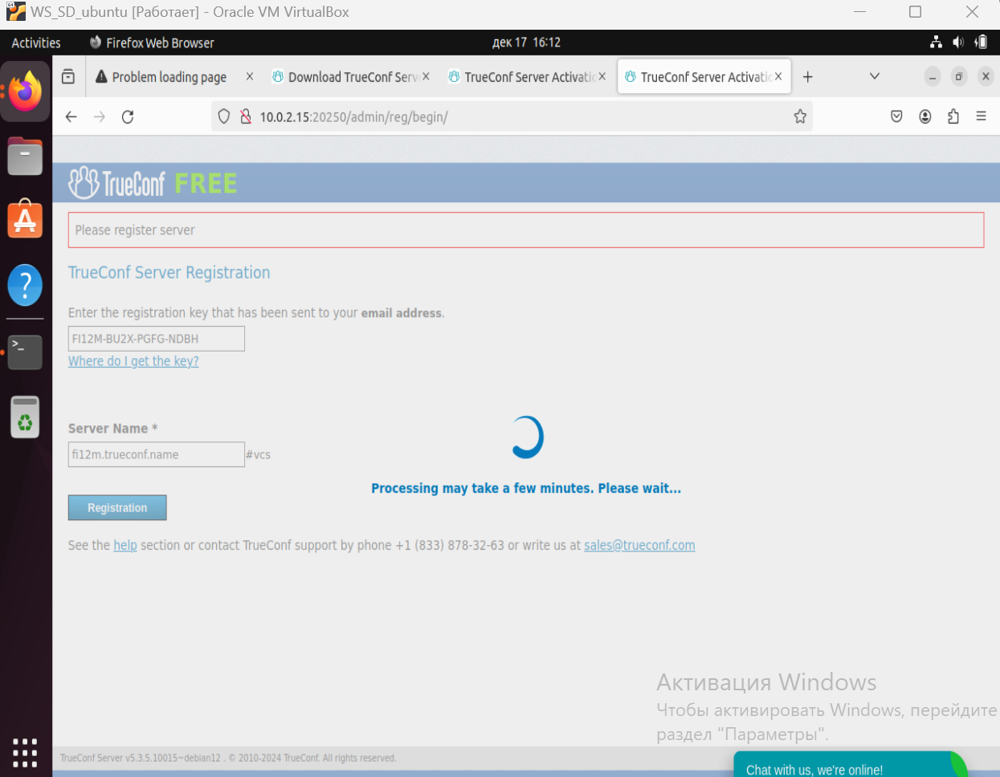 WS_SD_ubuntu [Работает] - Oracle VM VirtualBox
Activities
Firefox Web Browser
дек 17 16:12
Problem loading page
Download TrueConf Serv
TrueConf Server Activatio
TrueConf Server Activatio
10.0.2.15:20250/admin/reg/begin/
TrueConf FREE
Please register server
TrueConf Server Registration
Enter the registration key that has been sent to your email address.
FI12M-BU2X-PGFG-NDBH
Where do I get the key?
Server Name *
fi12m.trueconf.name
#vcs
Processing may take a few minutes. Please wait...
Registration
See the help section or contact TrueConf support by phone +1 (833) 878-32-63 or write us at sales@trueconf.com
Активация Windows
Чтобы активировать Windows, перейдите
раздел "Параметры".
TrueConf Server v5.3.5.10015~debian12 . © 2010-2024 TrueConf. All rights reserved.
Chat with us, we're online!